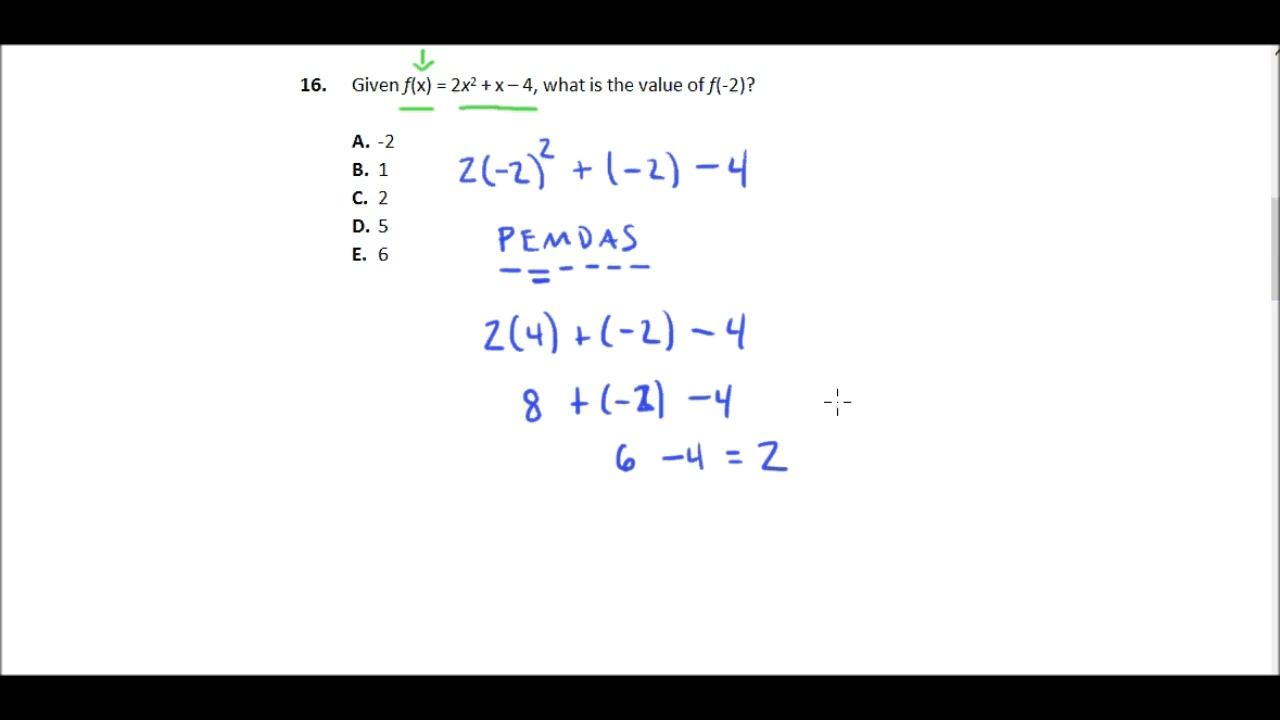 16. Given f(x) = 2x² + x – 4, what is the value of f(-2)?
A. -2
B. 1
C. 2
D. 5
E. 6
2(-2)² + (-2) - 4
PEMDAS
2(4) + (-2) - 4
8 + (-2) - 4
6 - 4 = 2